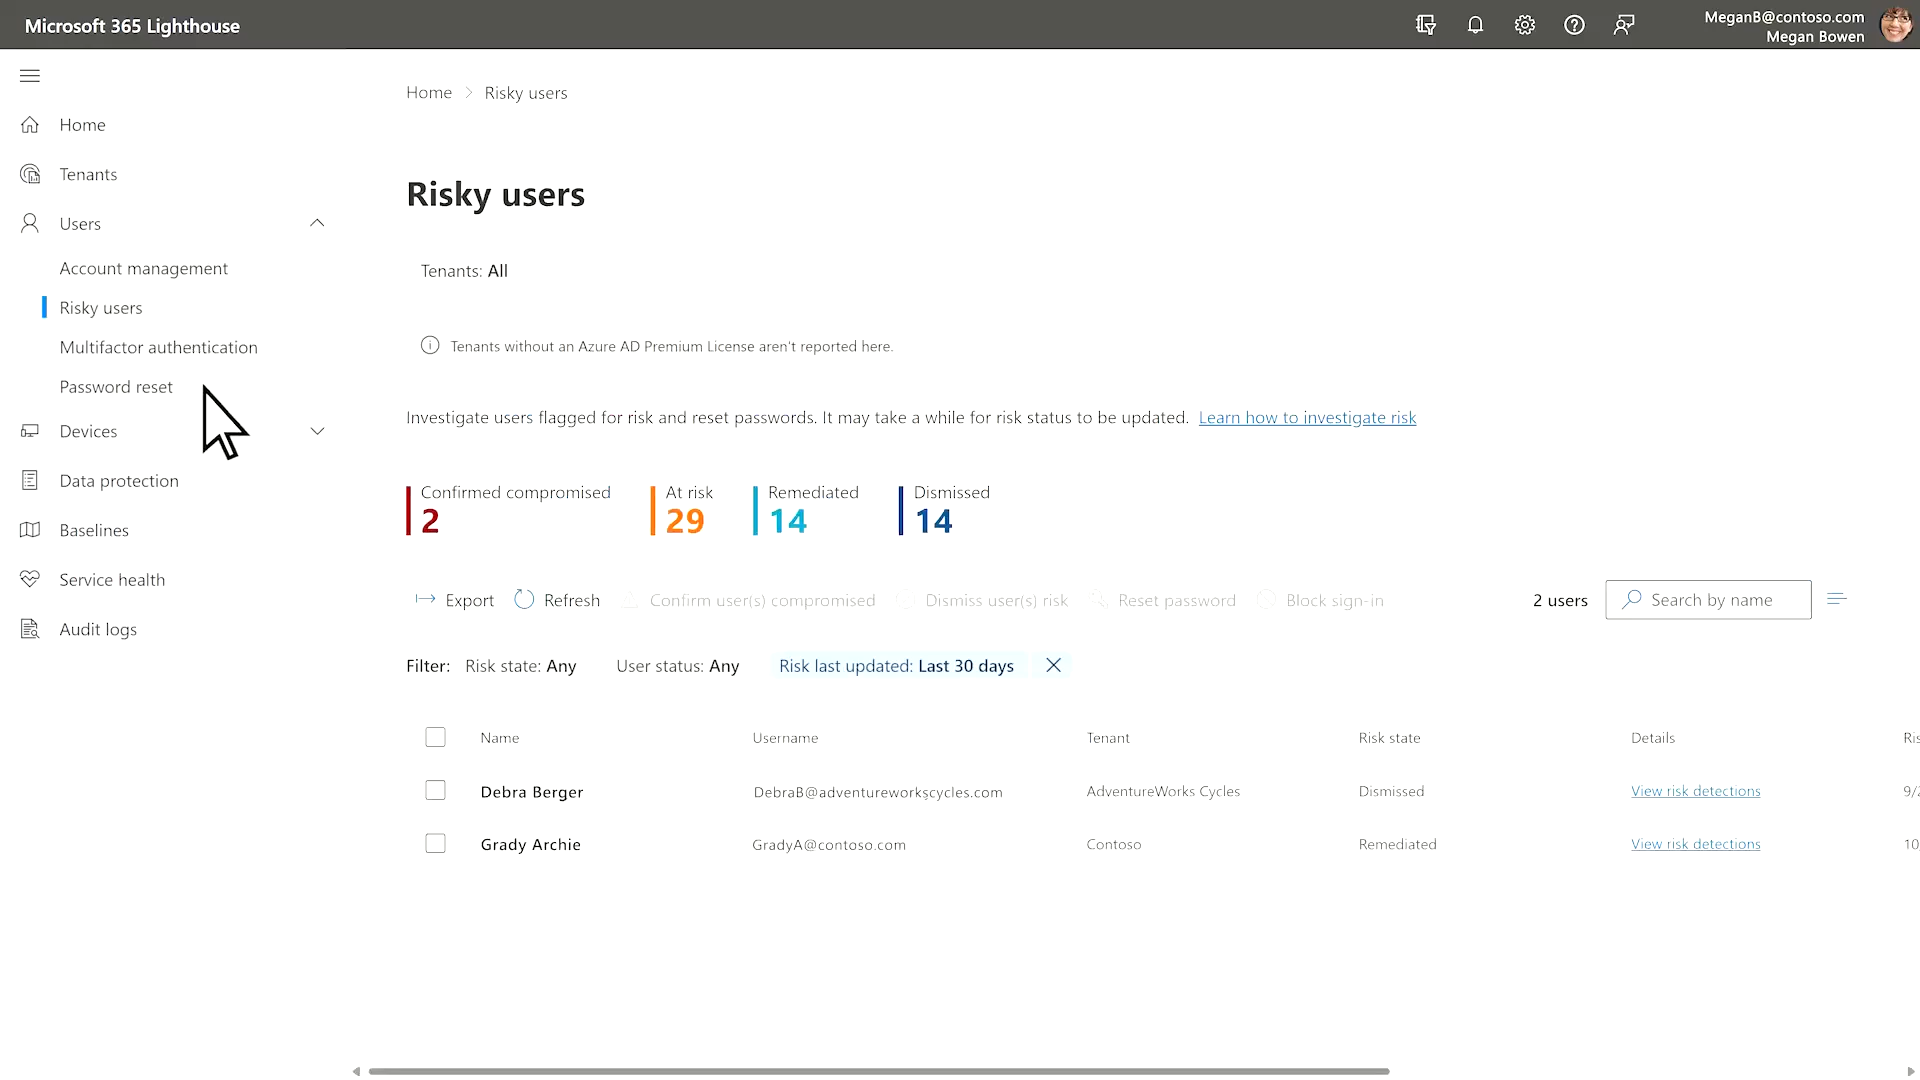 Microsoft 365 Lighthouse
MeganB@contoso.com
Megan Bowen
Home
Tenants
Users
Account management
Risky users
Multifactor authentication
Password reset
Devices
Data protection
Baselines
Service health
Audit logs
Home > Risky users
Risky users
Tenants: All
Tenants without an Azure AD Premium License aren't reported here.
Investigate users flagged for risk and reset passwords. It may take a while for risk status to be updated. Learn how to investigate risk
Confirmed compromised At risk Remediated Dismissed
2 29 14 14
Export Refresh Confirm user(s) compromised Dismiss user(s) risk Reset password Block sign-in 2 users Search by name
Filter: Risk state: Any User status: Any Risk last updated: Last 30 days
Name Username Tenant Risk state Details Ris
Debra Berger DebraB@adventureworkscycles.com AdventureWorks Cycles Dismissed View risk detections 9/2
Grady Archie GradyA@contoso.com Contoso Remediated View risk detections 10